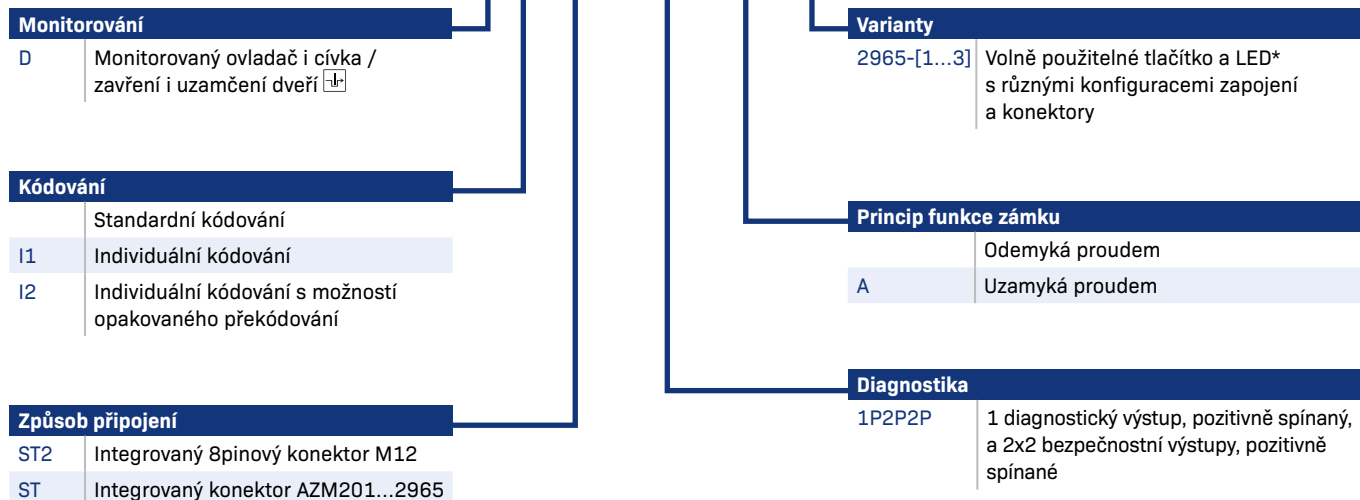 Monitorování
D Monitorovaný ovladač i cívka /
zavření i uzamčení dveří
Kódování
Standardní kódování
I1 Individuální kódování
I2 Individuální kódování s možností
opakovaného překódování
Způsob připojení
ST2 Integrovaný 8pinový konektor M12
ST Integrovaný konektor AZM201...2965
Varianty
2965-[1...3] Volně použitelné tlačítko a LED*
s různými konfiguracemi zapojení
a konektory
Princip funkce zámku
Odemyká proudem
A Uzamyká proudem
Diagnostika
1P2P2P 1 diagnostický výstup, pozitivně spínaný,
a 2x2 bezpečnostní výstupy, pozitivně
spínané